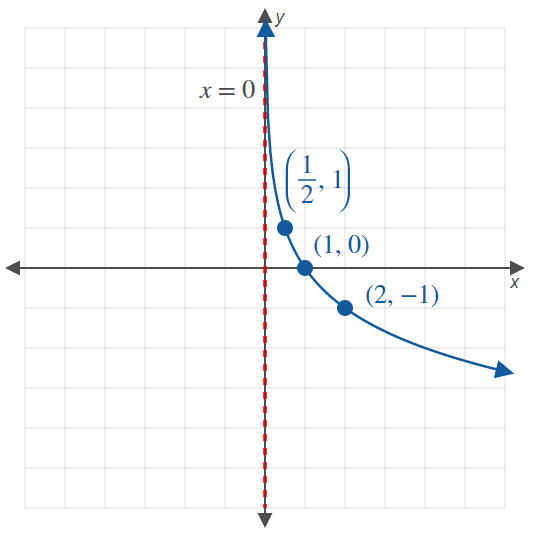 y
x = 0
(1/2, 1)
(1, 0)
x
(2, −1)